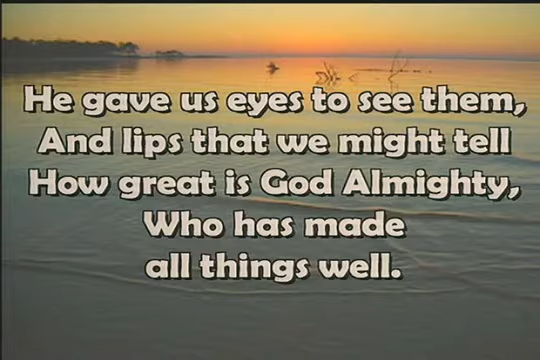 He gave us eyes to see them,
And lips that we might tell
How great is God Almighty,
Who has made
all things well.